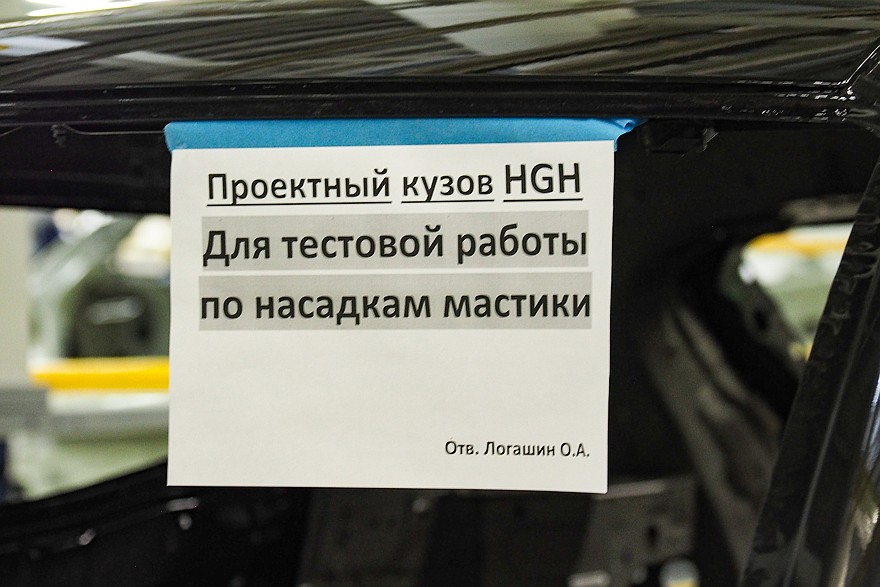 Проектный кузов HGH
Для тестовой работы
по насадкам мастики
Отв. Логашин О.А.